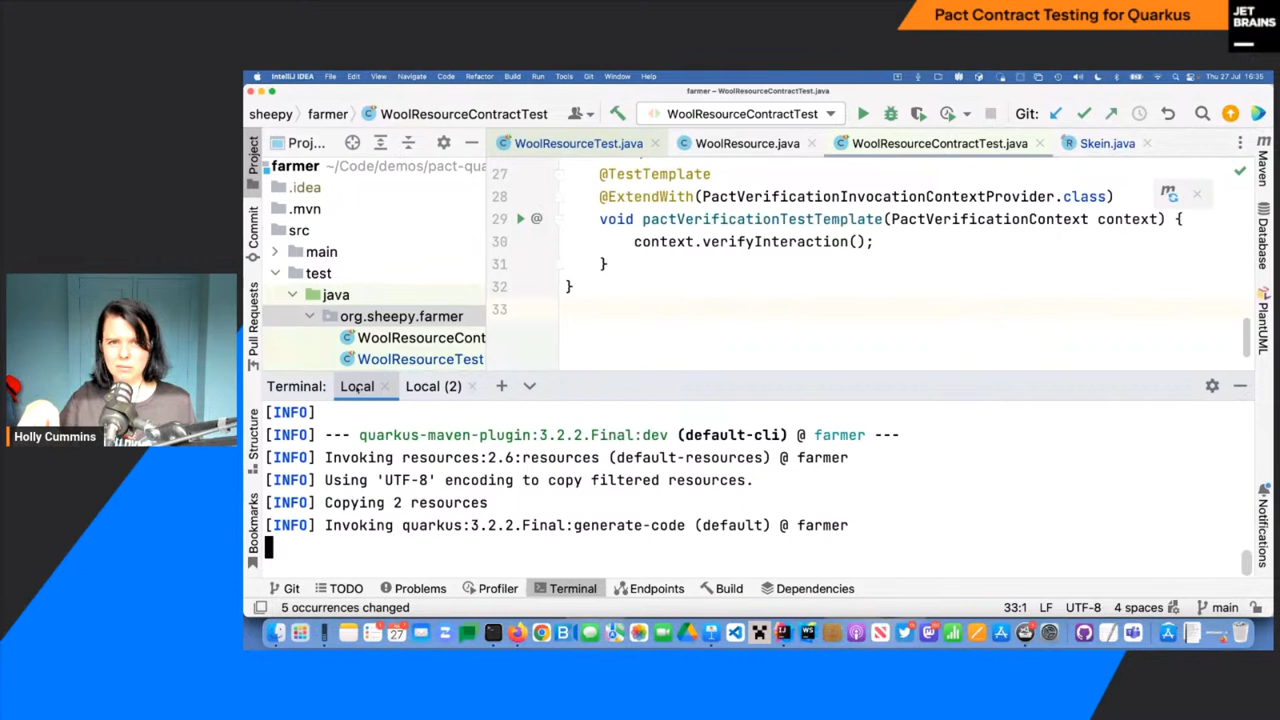 Pact Contract Testing for Quarkus
JET
BRAINS
IntelliJ IDEA File Edit View Navigate Code Refactor Build Run Tools Git Window Help
Thu 27 Jul 16:35
farmer – WoolResourceContractTest.java
sheepy farmer WoolResourceContractTest
WoolResourceContractTest
Git:
Project
Commit
Pull Requests
Structure
Bookmarks
Proj...
WoolResourceTest.java
WoolResource.java
WoolResourceContractTest.java
Skein.java
farmer ~/Code/demos/pact-qua
.idea
.mvn
src
main
test
java
org.sheepy.farmer
WoolResourceCont
WoolResourceTest
27 @TestTemplate
28 @ExtendWith(PactVerificationInvocationContextProvider.class)
29 void pactVerificationTestTemplate(PactVerificationContext context) {
30 context.verifyInteraction();
31 }
32 }
33
Maven
Database
PlantUML
Notifications
Terminal: Local Local (2)
[INFO]
[INFO] --- quarkus-maven-plugin:3.2.2.Final:dev (default-cli) @ farmer ---
[INFO] Invoking resources:2.6:resources (default-resources) @ farmer
[INFO] Using 'UTF-8' encoding to copy filtered resources.
[INFO] Copying 2 resources
[INFO] Invoking quarkus:3.2.2.Final:generate-code (default) @ farmer
Holly Cummins
Git TODO Problems Profiler Terminal Endpoints Build Dependencies
5 occurrences changed
33:1 LF UTF-8 4 spaces main